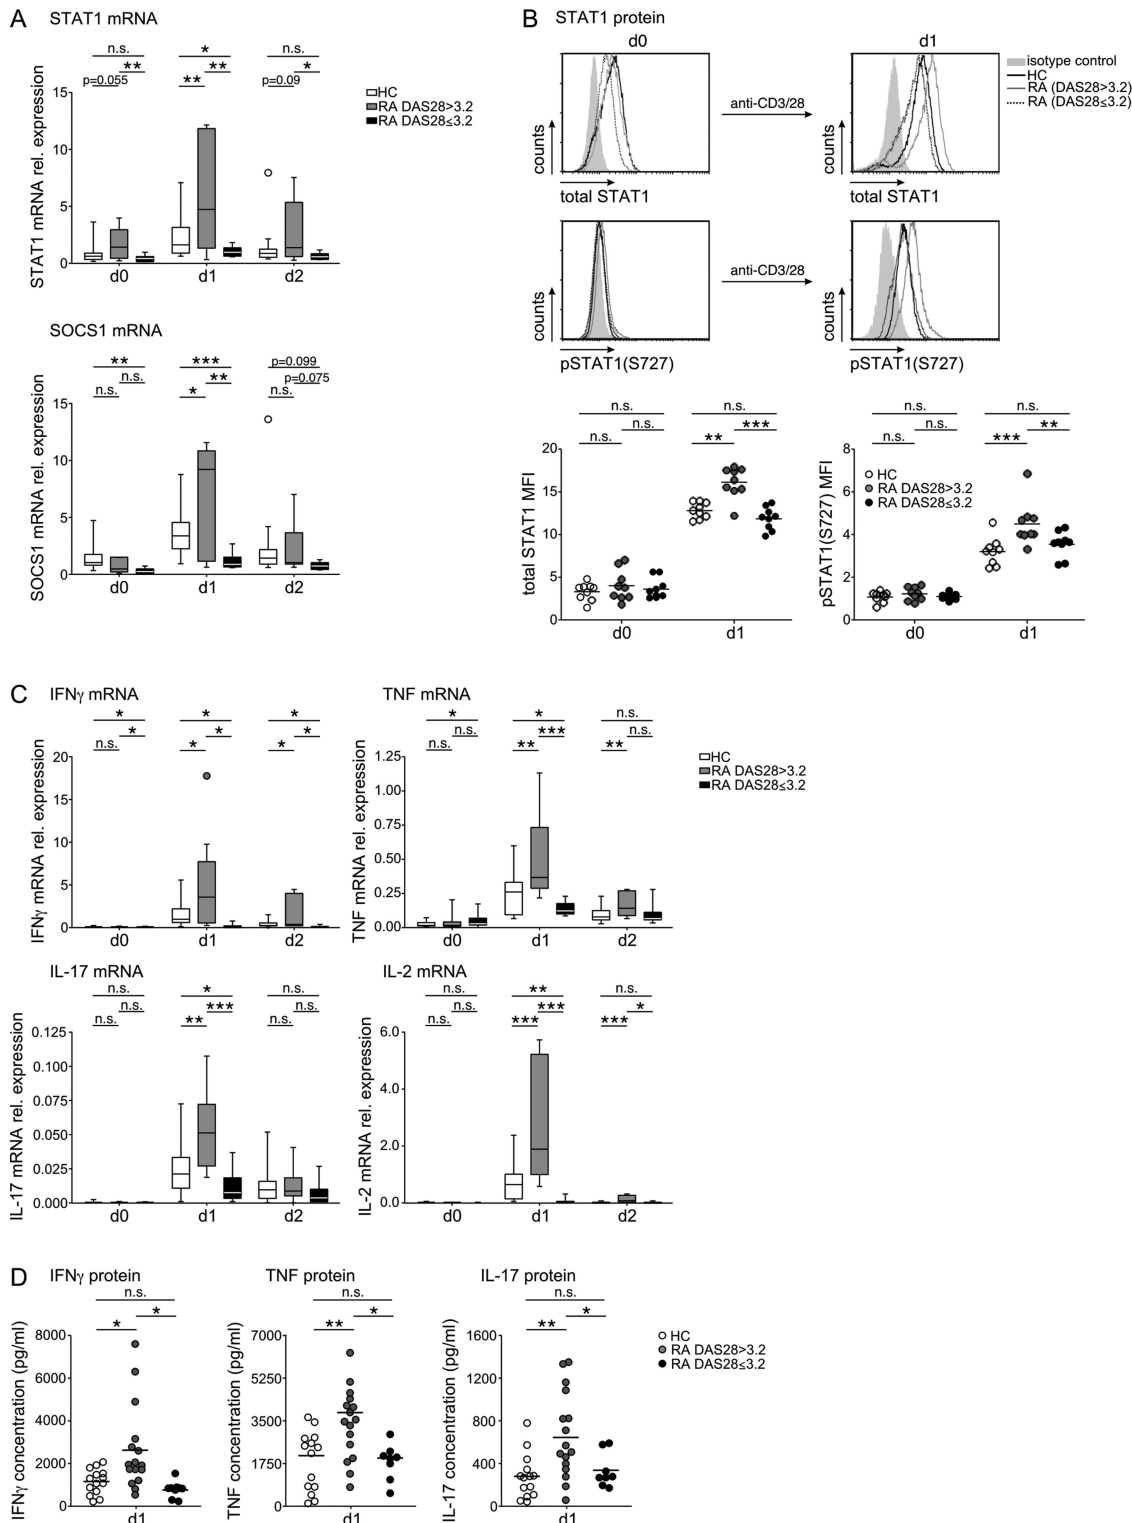 A
STAT1 mRNA
n.s.
*
n.s.
**
**
*
p=0.055
**
p=0.09
HC
RA DAS28>3.2
RA DAS28≤3.2
STAT1 mRNA rel. expression
15
10
5
0
d0
d1
d2
SOCS1 mRNA
**
***
p=0.099
n.s.
**
p=0.075
n.s.
*
n.s.
SOCS1 mRNA rel. expression
15
10
5
0
d0
d1
d2
B
STAT1 protein
d0
d1
isotype control
HC
RA (DAS28>3.2)
RA (DAS28≤3.2)
counts
anti-CD3/28
counts
total STAT1
total STAT1
counts
anti-CD3/28
counts
pSTAT1(S727)
pSTAT1(S727)
n.s.
n.s.
n.s.
***
n.s.
**
total STAT1 MFI
20
15
10
5
0
d0
d1
n.s.
n.s.
n.s.
**
n.s.
***
HC
RA DAS28>3.2
RA DAS28≤3.2
pSTAT1(S727) MFI
8
6
4
2
0
d0
d1
C
IFNγ mRNA
*
*
*
*
*
*
n.s.
*
*
IFNγ mRNA rel. expression
20
15
10
5
0
d0
d1
d2
TNF mRNA
*
*
n.s.
n.s.
***
n.s.
n.s.
**
**
HC
RA DAS28>3.2
RA DAS28≤3.2
TNF mRNA rel. expression
1.25
1.00
0.75
0.50
0.25
0.00
d0
d1
d2
IL-17 mRNA
n.s.
*
n.s.
n.s.
***
n.s.
n.s.
**
n.s.
IL-17 mRNA rel. expression
0.125
0.100
0.075
0.050
0.025
0.000
d0
d1
d2
IL-2 mRNA
n.s.
**
n.s.
n.s.
***
*
n.s.
***
***
IL-2 mRNA rel. expression
6.0
4.0
2.0
0.0
d0
d1
d2
D
IFNγ protein
n.s.
*
*
IFNγ concentration (pg/ml)
8000
6000
4000
2000
0
d1
TNF protein
n.s.
*
**
TNF concentration (pg/ml)
7000
5250
3500
1750
0
d1
IL-17 protein
n.s.
*
**
IL-17 concentration (pg/ml)
1600
1200
800
400
0
d1
HC
RA DAS28>3.2
RA DAS28≤3.2